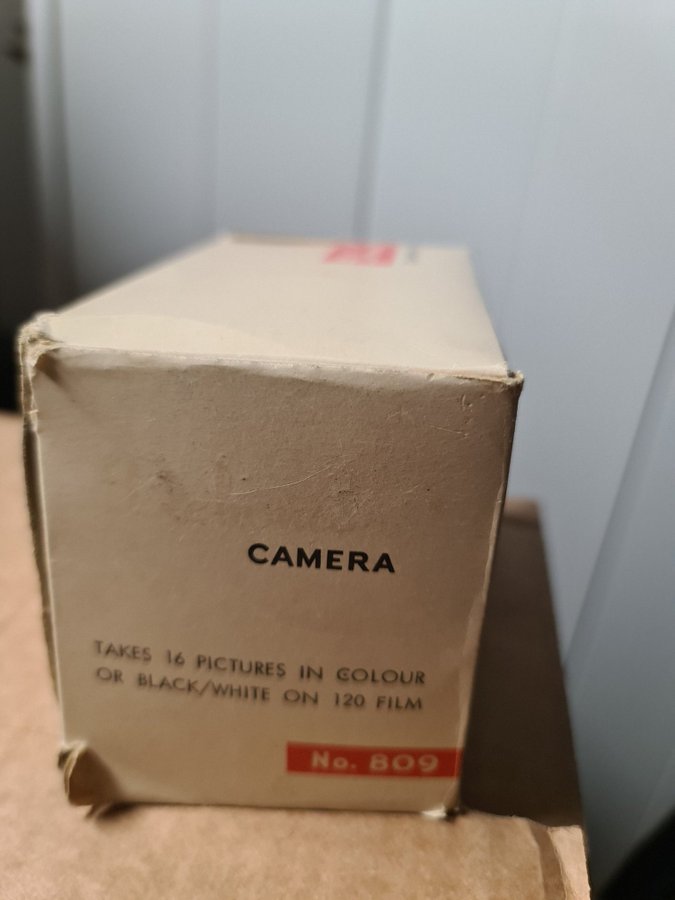 CAMERA
TAKES 16 PICTURES IN COLOUR
OR BLACK/WHITE ON 120 FILM
No. 809